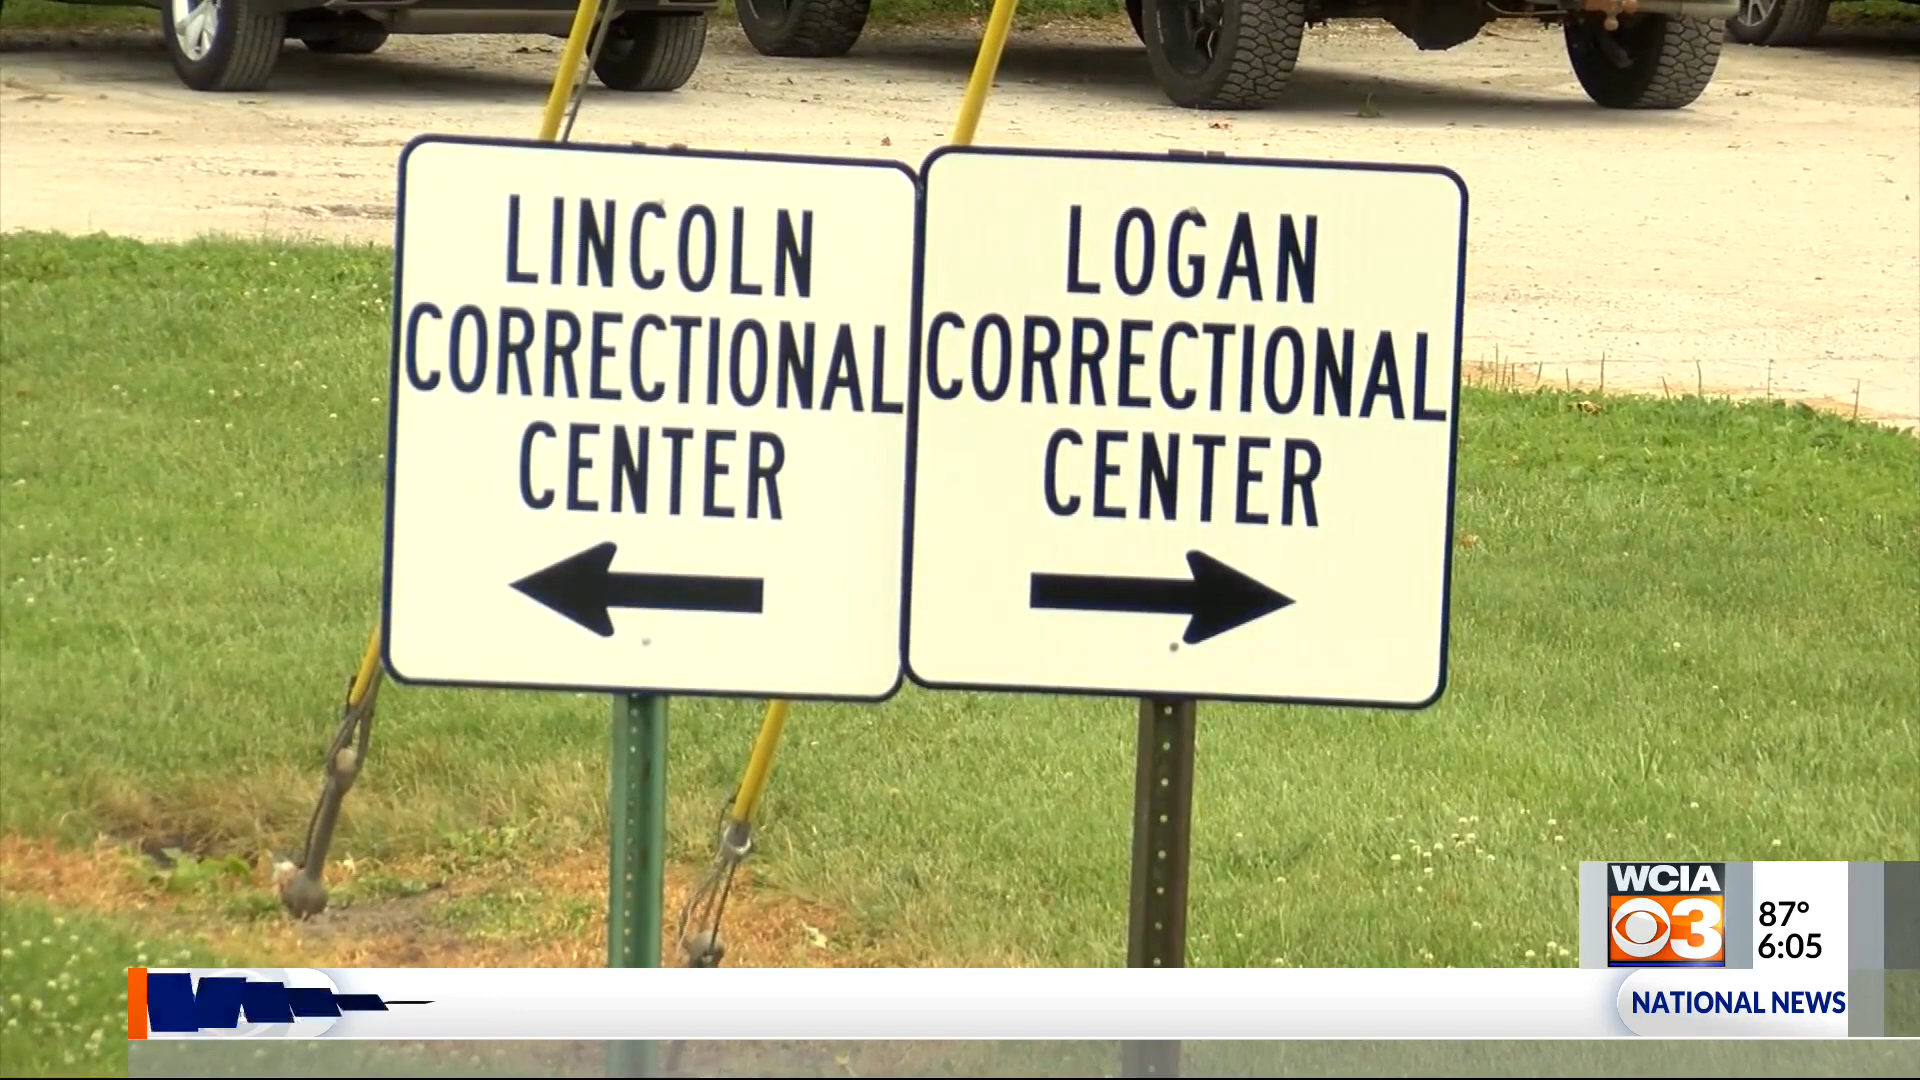 LINCOLN
CORRECTIONAL
CENTER
LOGAN
CORRECTIONAL
CENTER
WCIA
3
87°
6:05
NATIONAL NEWS